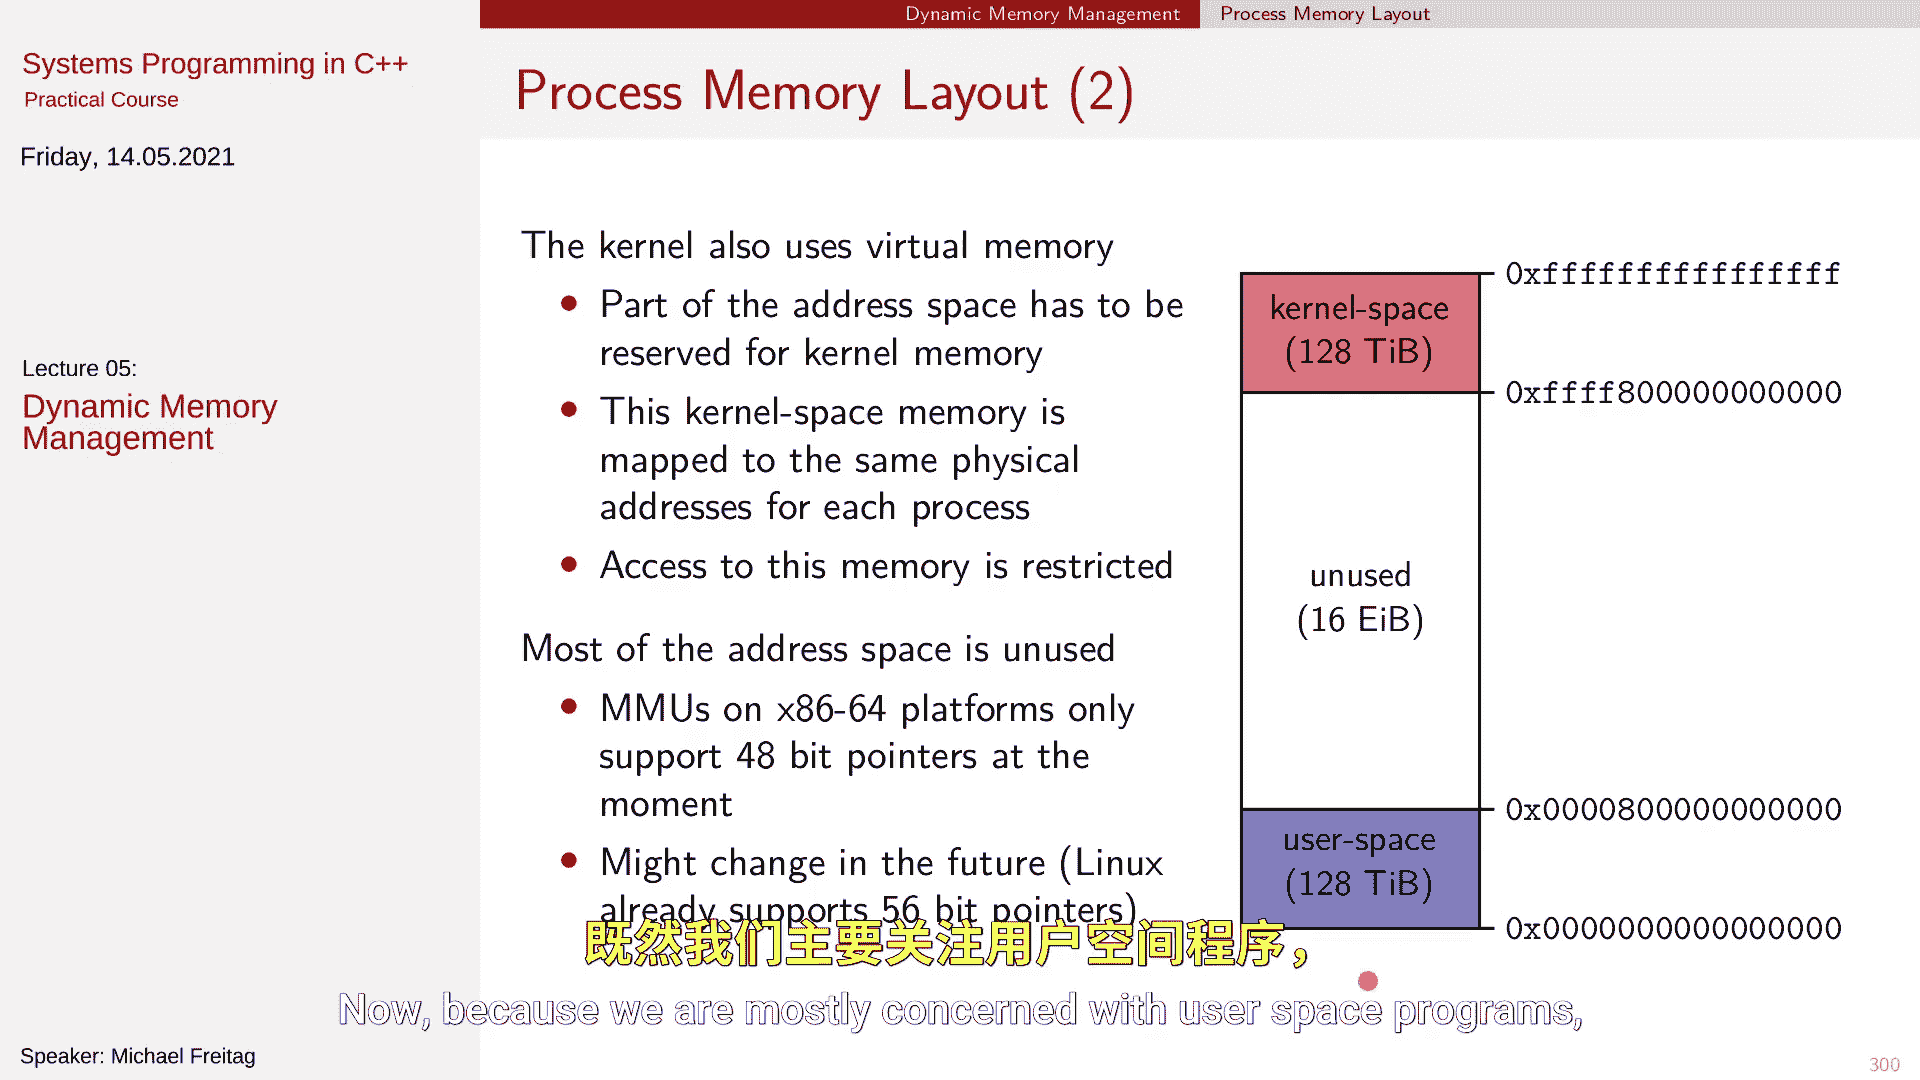 Dynamic Memory Management
Process Memory Layout
Systems Programming in C++
Practical Course
Friday, 14.05.2021
Lecture 05:
Dynamic Memory
Management
Process Memory Layout (2)
The kernel also uses virtual memory
Part of the address space has to be
reserved for kernel memory
This kernel-space memory is
mapped to the same physical
addresses for each process
Access to this memory is restricted
Most of the address space is unused
MMUs on x86-64 platforms only
support 48 bit pointers at the
moment
Might change in the future (Linux
already supports 56 bit pointers)
0xffffffffffffffff
kernel-space
(128 TiB)
0xffff800000000000
unused
(16 EiB)
0x0000800000000000
user-space
(128 TiB)
0x0000000000000000
既然我们主要关注用户空间程序，
Now, because we are mostly concerned with user space programs,
Speaker: Michael Freitag
300